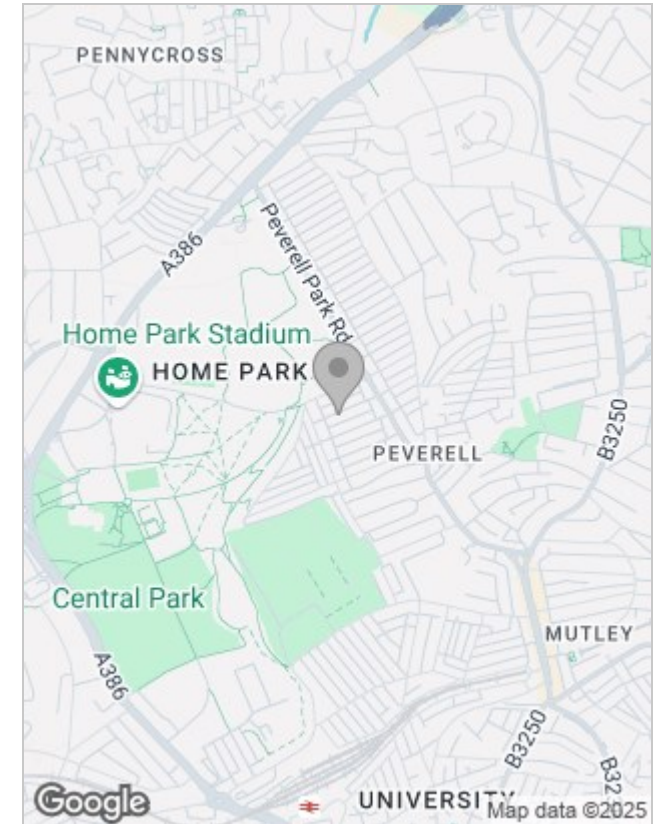 PENNYCROSS
A386
Peverell Park Rd
Home Park Stadium
HOME PARK
B3250
PEVERELL
Central Park
MUTLEY
A386
B3250
UNIVERSITY
Google
Map data ©2025